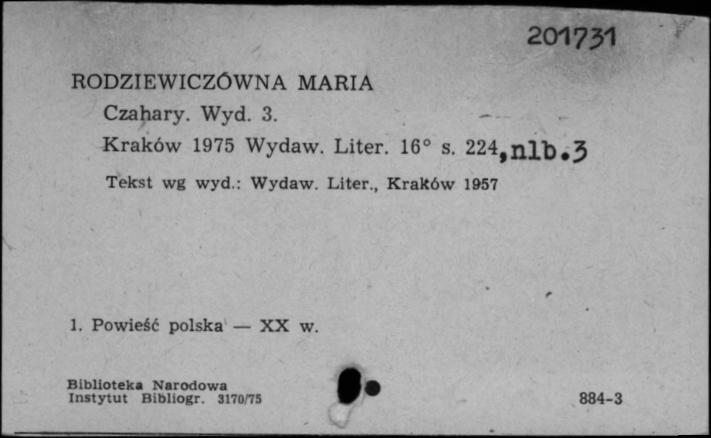 201731
RODZIEWICZÓWNA MARIA
Czahary. Wyd. 3.
Kraków 1975 Wydaw. Liter. 16° s. 224,nlb.3
Tekst wg wyd.: Wydaw. Liter., Kraków 1957
1. Powieść polska — XX w.
Biblioteka Narodowa
Instytut Bibliogr. 3170/75
884-3